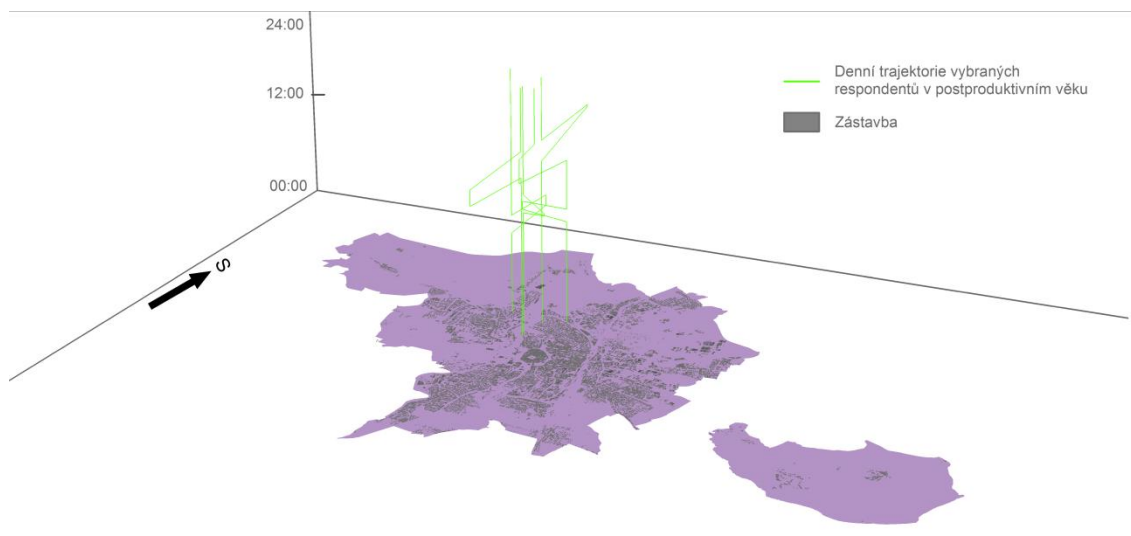 24:00
12:00
00:00
Denní trajektorie vybraných
respondentů v postproduktivním věku
Zástavba
S